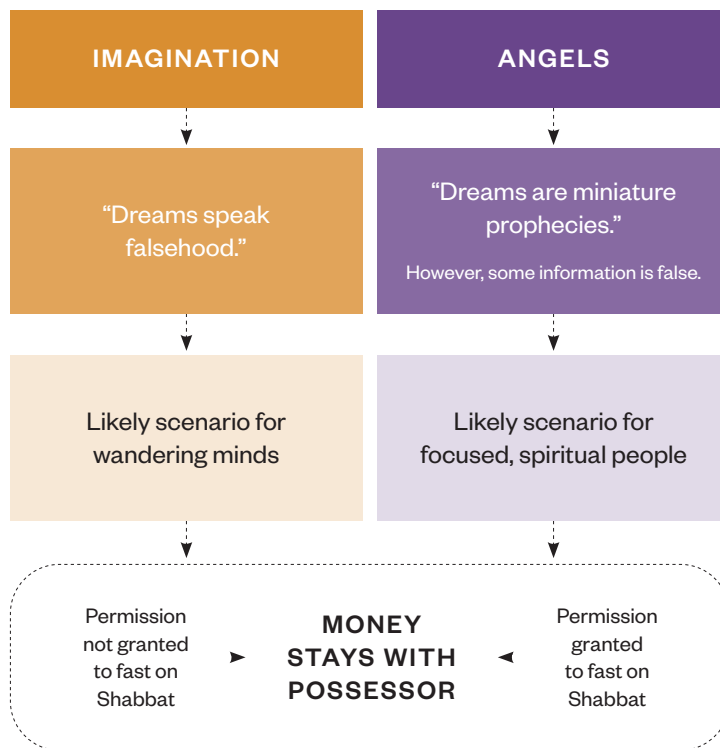 IMAGINATION
ANGELS
“Dreams speak
falsehood.”
“Dreams are miniature
prophecies.”
However, some information is false.
Likely scenario for
wandering minds
Likely scenario for
focused, spiritual people
Permission
not granted
to fast on
Shabbat
MONEY
STAYS WITH
POSSESSOR
Permission
granted
to fast on
Shabbat